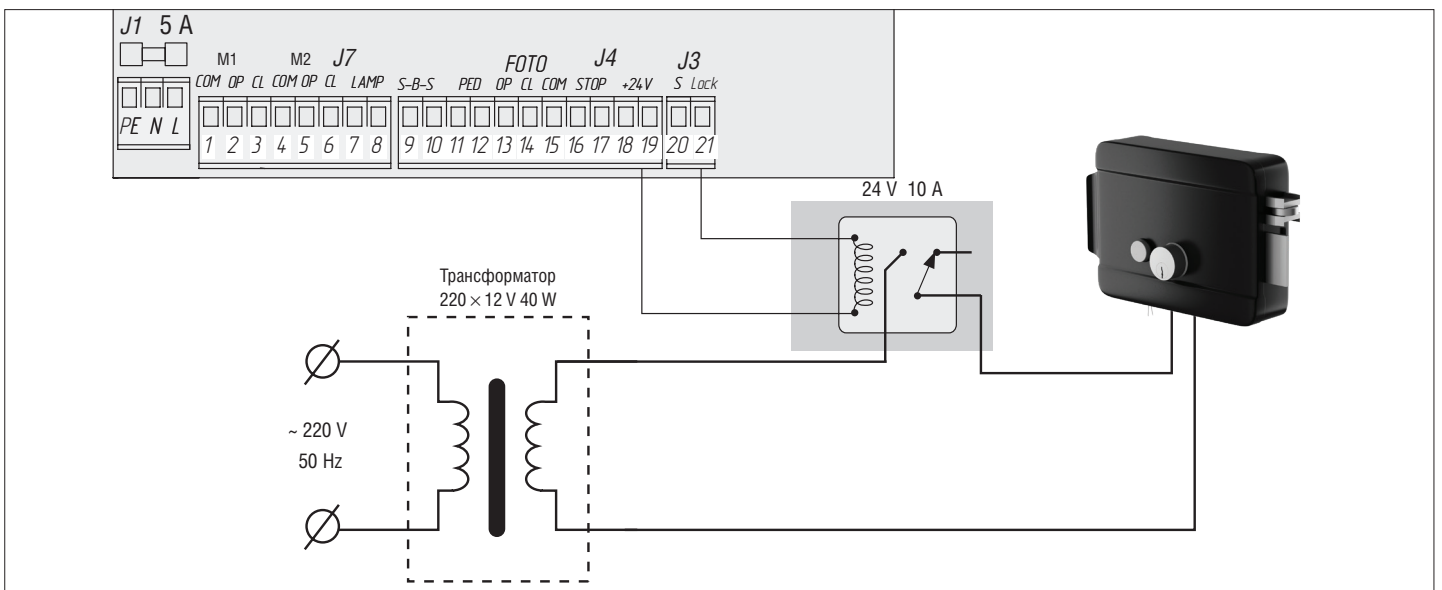 J1 5 A
M1 M2 J7 FOTO J4 J3
COM OP CL COM OP CL LAMP S-B-S PED OP CL COM STOP +24V S Lock
PE N L
1 2 3 4 5 6 7 8 9 10 11 12 13 14 15 16 17 18 19 20 21
24 V 10 A
Трансформатор
220 × 12 V 40 W
~ 220 V
50 Hz